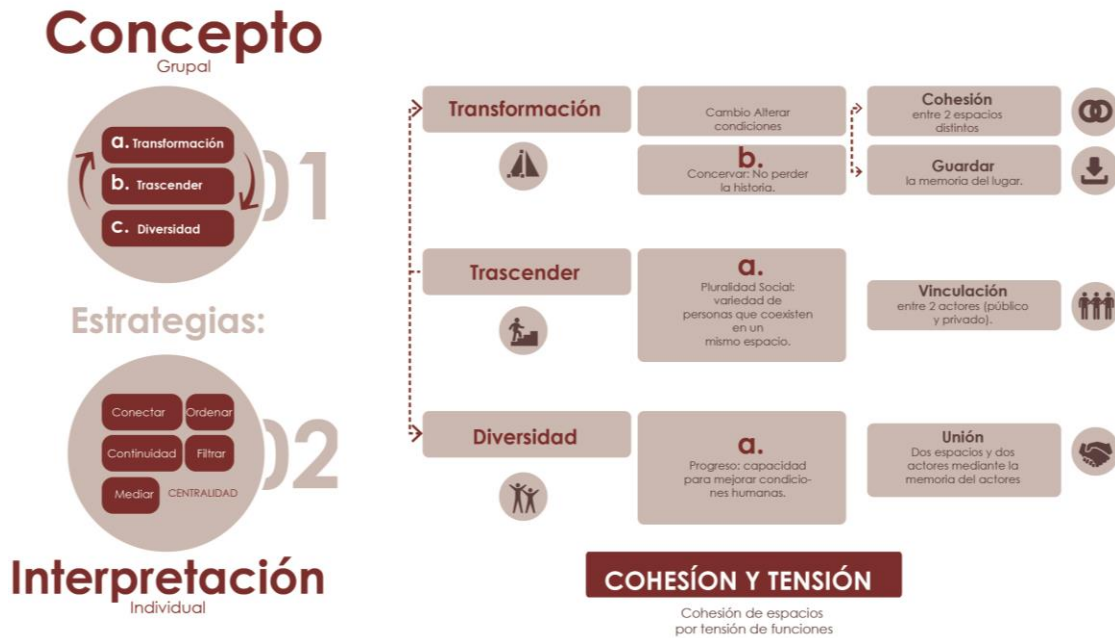 Concepto
Grupal
a. Transformación
b. Trascender
c. Diversidad
01
Estrategias:
Conectar
Ordenar
Continuidad
Filtrar
Mediar
CENTRALIDAD
02
Interpretación
Individual
Transformación
Cambio Alterar
condiciones
b.
Concervar: No perder
la historia.
Cohesión
entre 2 espacios
distintos
Guardar
la memoria del lugar.
Trascender
a.
Pluralidad Social:
variedad de
personas que coexisten
en un
mismo espacio.
Vinculación
entre 2 actores (público
y privado).
Diversidad
a.
Progreso: capacidad
para mejorar condicio-
nes humanas.
Unión
Dos espacios y dos
actores mediante la
memoria del actores
COHESÍON Y TENSIÓN
Cohesión de espacios
por tensión de funciones